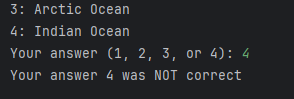 3: Arctic Ocean
4: Indian Ocean
Your answer (1, 2, 3, or 4): 4
Your answer 4 was NOT correct